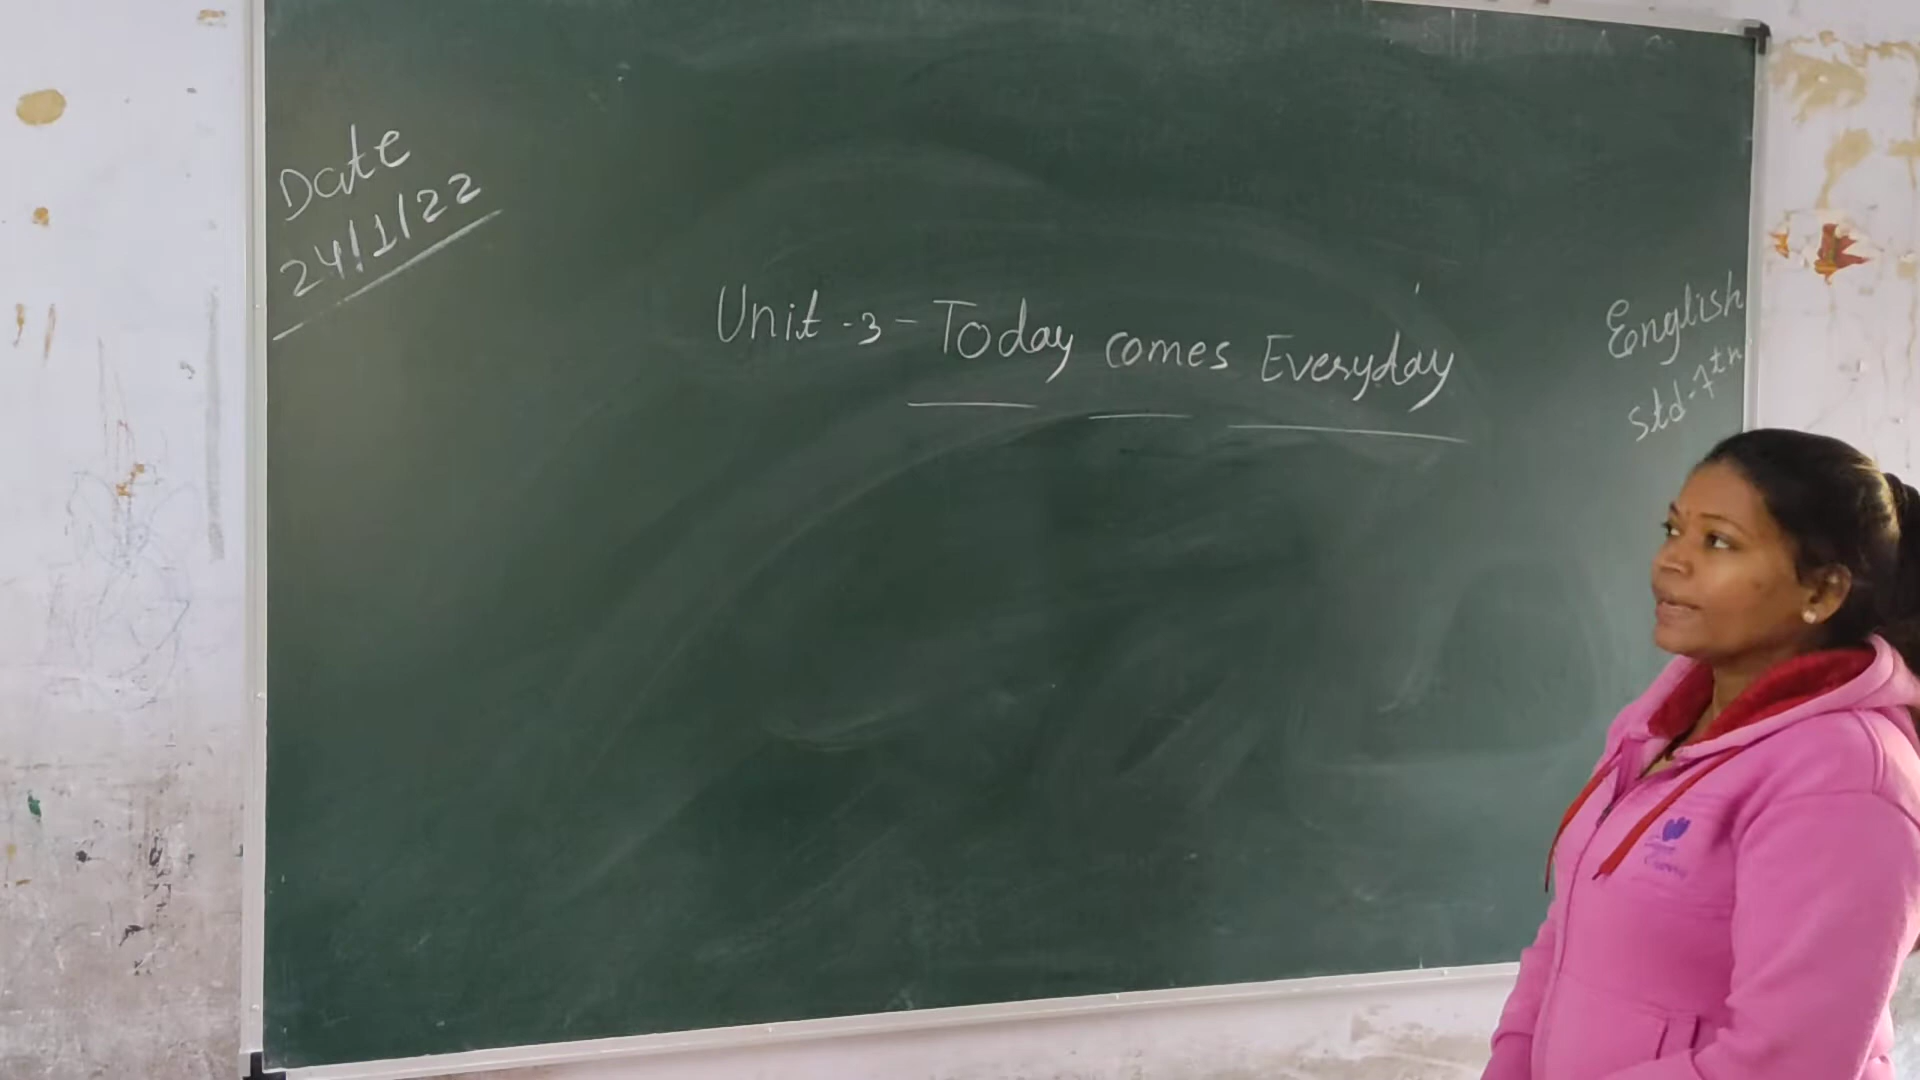 Date
24/1/22
Unit-3-Today comes Everyday
English
std-7th